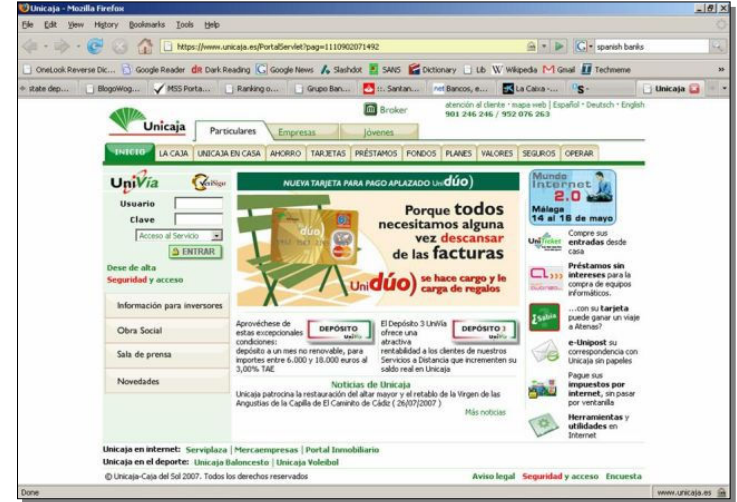 Unicaja - Mozilla Firefox
File Edit View History Bookmarks Tools Help
https://www.unicaja.es/PortalServlet?pag=1110902071492
spanish banks
OneLook Reverse Dic... Google Reader dR Dark Reading Google News Slashdot SANS Dictionary Lb Wikipedia Gmail Techmeme
state dep... BlogoWog... MSS Porta... Ranking o... Grupo Ban... .::. Santan... Bancos, e... La Caixa -... Unicaja
Unicaja
Particulares Empresas Jóvenes
Broker
atención al cliente · mapa web | Español · Deutsch · English
901 246 246 / 952 076 263
INICIO LA CAJA UNICAJA EN CASA AHORRO TARJETAS PRÉSTAMOS FONDOS PLANES VALORES SEGUROS OPERAR
UniVía VeriSign
Usuario
Clave
Acceso al Servicio
ENTRAR
Dese de alta
Seguridad y acceso
Información para inversores
Obra Social
Sala de prensa
Novedades
NUEVA TARJETA PARA PAGO APLAZADO Unidúo)
dúo)
Porque todos
necesitamos alguna
vez descansar
de las facturas
Unidúo) se hace cargo y le
carga de regalos
Aprovéchese de
estas excepcionales
condiciones:
depósito a un mes no renovable, para
importes entre 6.000 y 18.000 euros al
3,00% TAE
DEPÓSITO
UniVía
El Depósito 3 UniVía
ofrece una
atractiva
rentabilidad a los clientes de nuestros
Servicios a Distancia que incrementen su
saldo real en Unicaja
DEPÓSITO 3
UniVía
Noticias de Unicaja
Unicaja patrocina la restauración del altar mayor y el retablo de la Virgen de las
Angustias de la Capilla de El Caminito de Cádiz ( 26/07/2007 )
Más noticias
Mundo
Internet
2.0
Málaga
14 al 16 de mayo
UniTicket
Compre sus
entradas desde
casa
Préstamos sin
intereses para la
compra de equipos
informáticos.
...con su tarjeta
puede ganar un viaje
a Atenas?
e-Unipost su
correspondencia con
Unicaja sin papeles
Pague sus
impuestos por
internet, sin pasar
por ventanilla
Herramientas y
utilidades en
Internet
Unicaja en internet: Serviplaza | Mercaempresas | Portal Inmobiliario
Unicaja en el deporte: Unicaja Baloncesto | Unicaja Voleibol
© Unicaja-Caja del Sol 2007. Todos los derechos reservados
Aviso legal Seguridad y acceso Encuesta
Done
www.unicaja.es